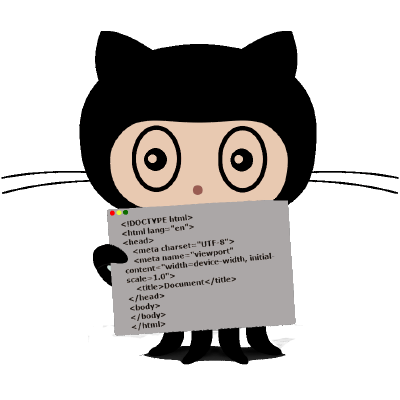 <!DOCTYPE html>
<html lang="en">
<head>
<meta charset="UTF-8">
<meta name="viewport"
content="width=device-width, initial-
scale=1.0">
<title>Document</title>
</head>
<body>
</body>
</html>